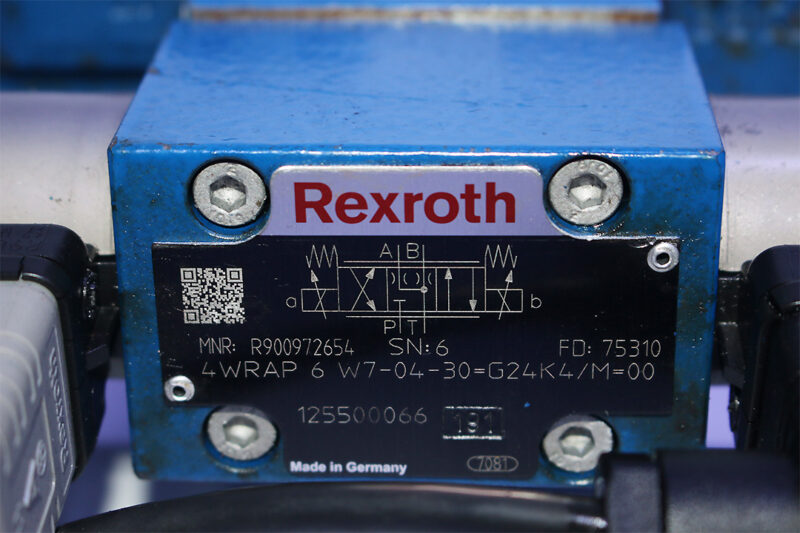 Rexroth
A B
a b
P T
MNR: R900972654 SN: 6 FD: 75310
4WRAP 6 W7-04-30=G24K4/M=00
125500066 191
Made in Germany 7081